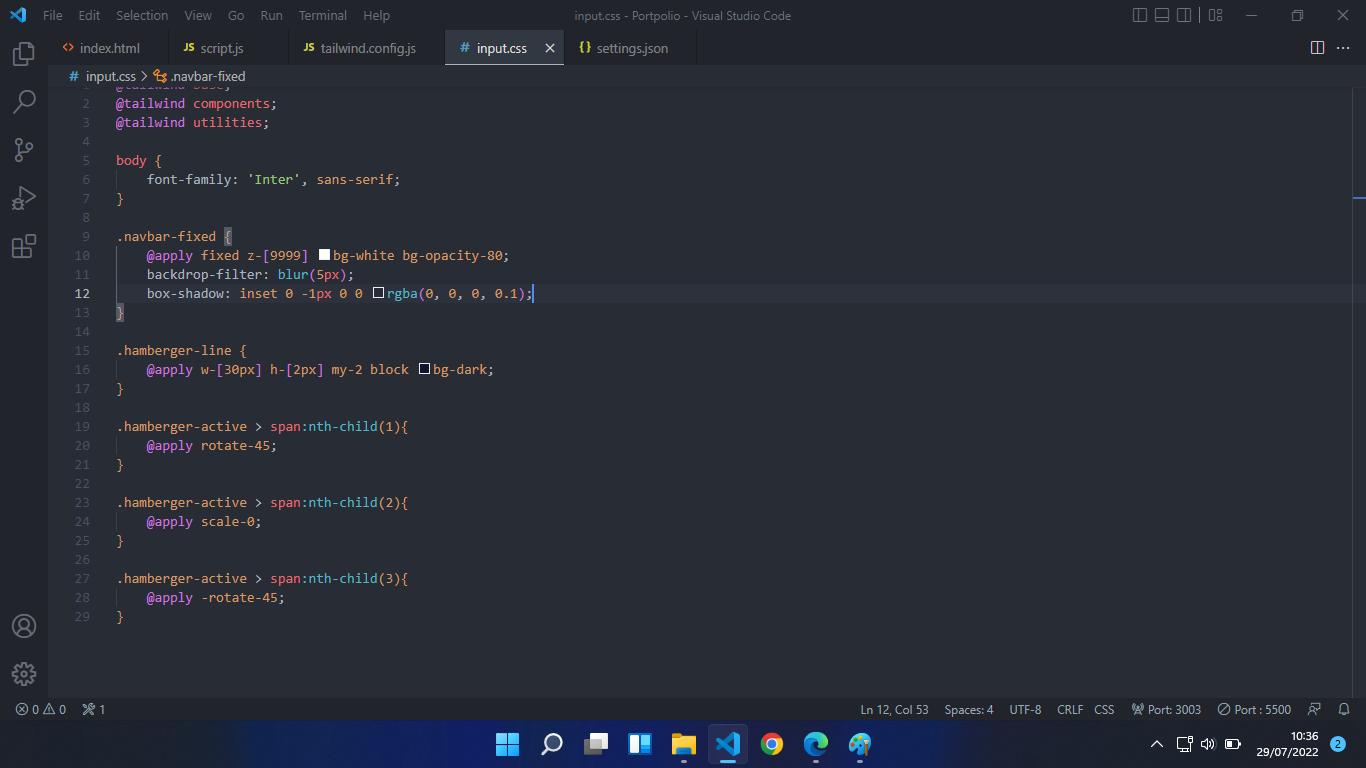 File Edit Selection View Go Run Terminal Help input.css - Portpolio - Visual Studio Code
<> index.html JS script.js JS tailwind.config.js # input.css {} settings.json
# input.css > .navbar-fixed
1 @tailwind base;
2 @tailwind components;
3 @tailwind utilities;
4
5 body {
6 font-family: 'Inter', sans-serif;
7 }
8
9 .navbar-fixed {
10 @apply fixed z-[9999] bg-white bg-opacity-80;
11 backdrop-filter: blur(5px);
12 box-shadow: inset 0 -1px 0 0 rgba(0, 0, 0, 0.1);
13 }
14
15 .hamberger-line {
16 @apply w-[30px] h-[2px] my-2 block bg-dark;
17 }
18
19 .hamberger-active > span:nth-child(1){
20 @apply rotate-45;
21 }
22
23 .hamberger-active > span:nth-child(2){
24 @apply scale-0;
25 }
26
27 .hamberger-active > span:nth-child(3){
28 @apply -rotate-45;
29 }
0 0 1 Ln 12, Col 53 Spaces: 4 UTF-8 CRLF CSS Port: 3003 Port : 5500
10:36
29/07/2022 2